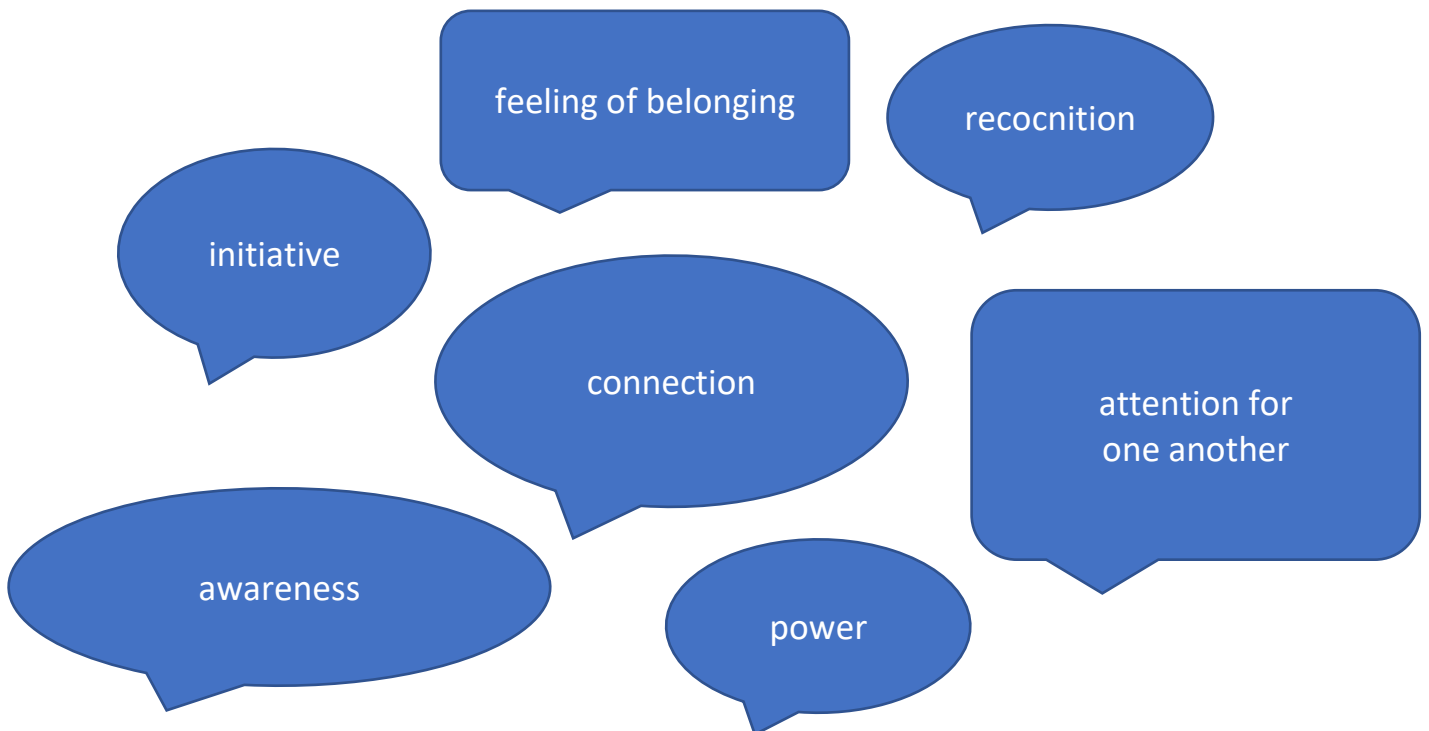 feeling of belonging
recocnition
initiative
connection
attention for
one another
awareness
power